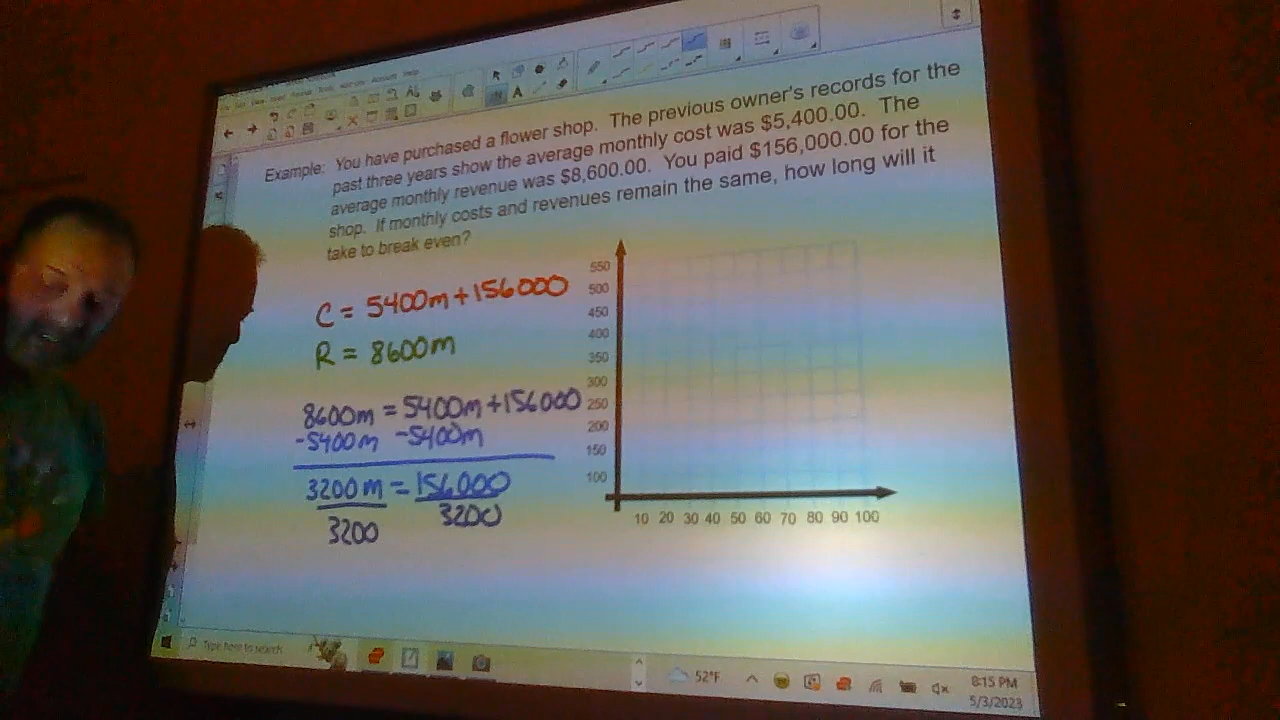 Example: You have purchased a flower shop. The previous owner's records for the
past three years show the average monthly cost was $5,400.00. The
average monthly revenue was $8,600.00. You paid $156,000.00 for the
shop. If monthly costs and revenues remain the same, how long will it
take to break even?
C = 5400m+156000
R = 8600m
8600m = 5400m+156000
-5400m -5400m
3200m = 156000
3200 3200
550
500
450
400
350
300
250
200
150
100
10 20 30 40 50 60 70 80 90 100
Type here to search
52°F
8:15 PM
5/3/2023